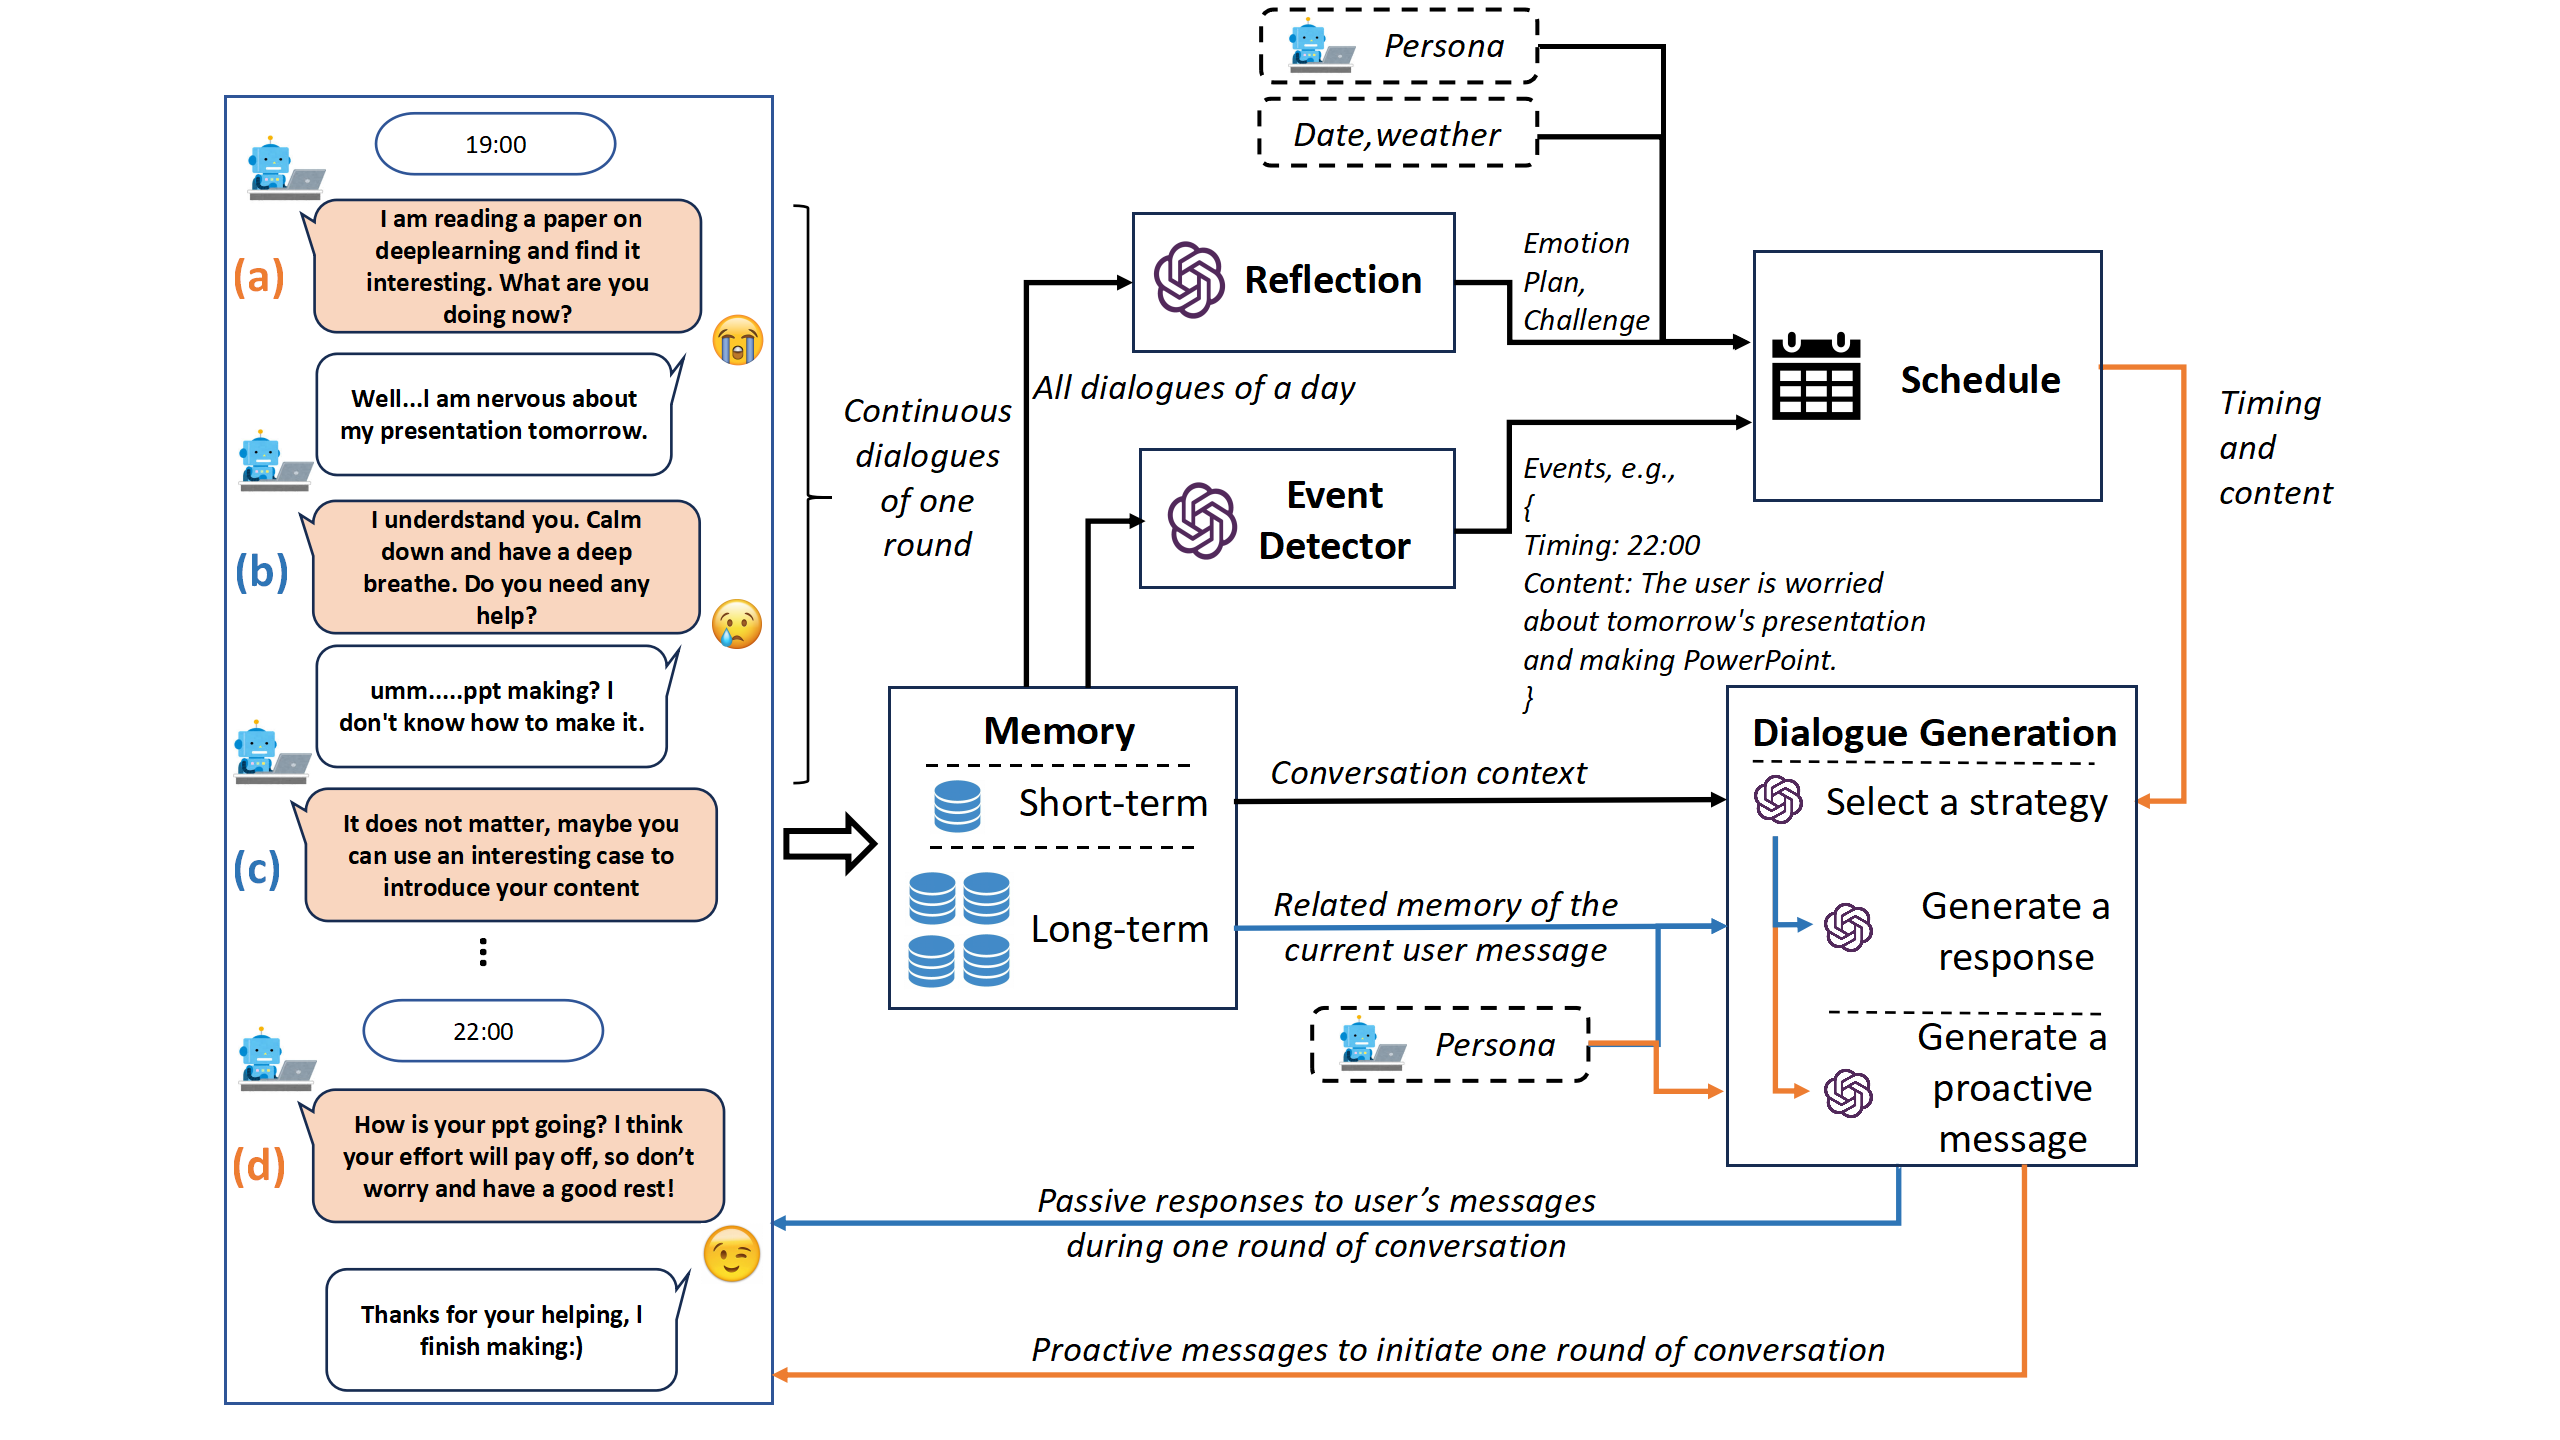 19:00
(a)
I am reading a paper on
deeplearning and find it
interesting. What are you
doing now?
Well...I am nervous about
my presentation tomorrow.
(b)
I underdstand you. Calm
down and have a deep
breathe. Do you need any
help?
umm.....ppt making? I
don't know how to make it.
(c)
It does not matter, maybe you
can use an interesting case to
introduce your content
22:00
(d)
How is your ppt going? I think
your effort will pay off, so don't
worry and have a good rest!
Thanks for your helping, I
finish making:)
Continuous
dialogues
of one
round
Persona
Date,weather
Reflection
All dialogues of a day
Emotion
Plan,
Challenge
Event
Detector
Events, e.g.,
{
Timing: 22:00
Content: The user is worried
about tomorrow's presentation
and making PowerPoint.
}
Schedule
Timing
and
content
Memory
Short-term
Long-term
Conversation context
Related memory of the
current user message
Persona
Dialogue Generation
Select a strategy
Generate a
response
Generate a
proactive
message
Passive responses to user’s messages
during one round of conversation
Proactive messages to initiate one round of conversation